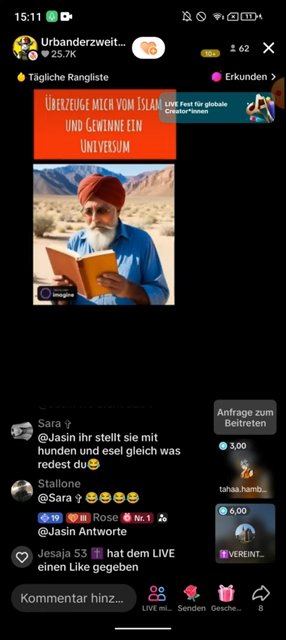 15:11
11
Urbanderzweit...
25.7K
10+
62
Tägliche Rangliste
Erkunden >
ÜBERZEUGE MICH VOM ISLAM
UND GEWINNE EIN
UNIVERSUM
LIVE Fest für globale
Creator*innen
imagine
Anfrage zum
Beitreten
Sara ✞
@Jasin ihr stellt sie mit
hunden und esel gleich was
redest du😂
3,00
tahaa.hamb...
Stallone
@Sara ✞ 😂😂😂😂
19 III Rose Nr. 1
@Jasin Antworte
6,00
✝️VEREINT...
Jesaja 53 ✝️ hat dem LIVE
einen Like gegeben
Kommentar hinz...
LIVE mi...
Senden
Gesche...
8